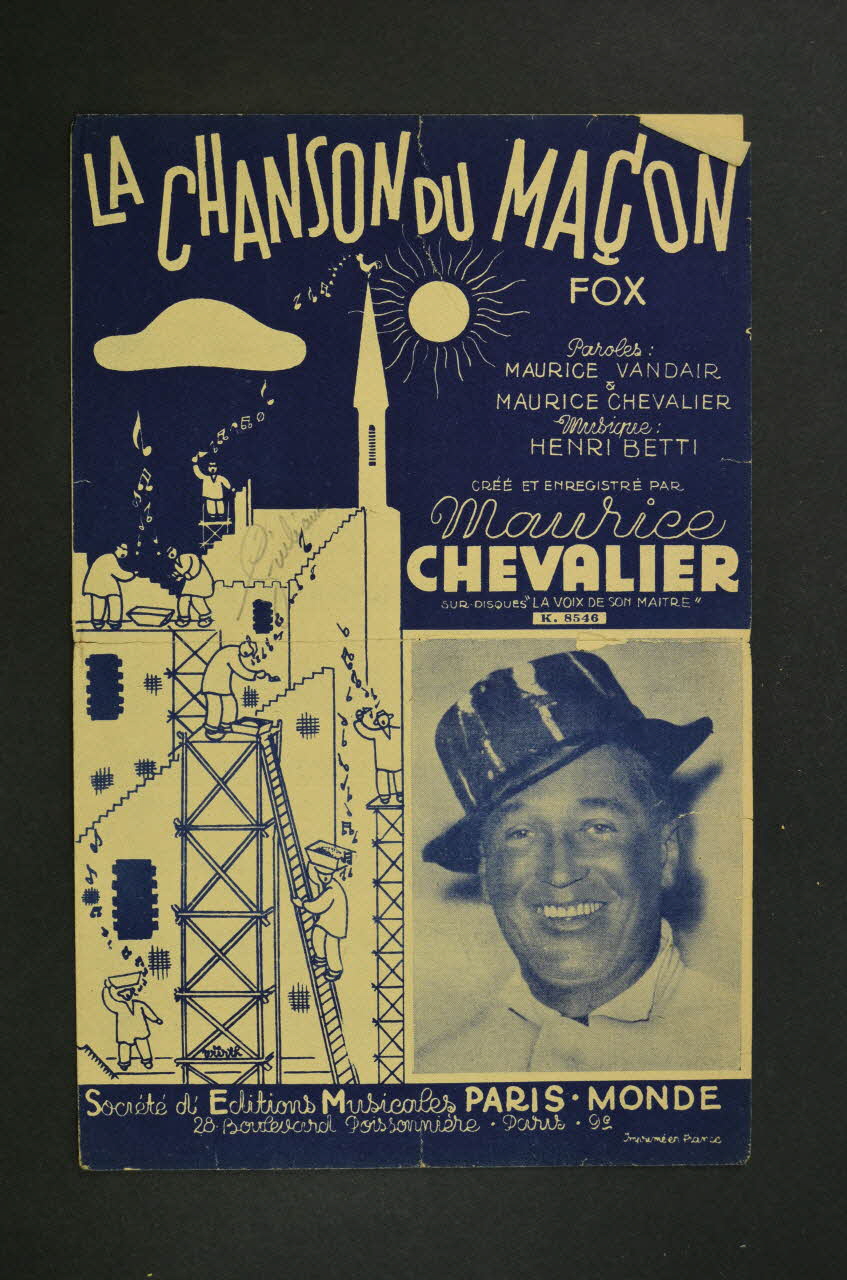 LA CHANSON DU MAÇON
FOX
Paroles:
MAURICE VANDAIR
&
MAURICE CHEVALIER
Musique:
HENRI BETTI
CRÉÉ ET ENREGISTRÉ PAR
Maurice
CHEVALIER
SUR DISQUES "LA VOIX DE SON MAITRE"
K. 8546
Société d'Editions Musicales PARIS • MONDE
28 Boulevard Poissonnière • Paris • 9e
Imprimé en France